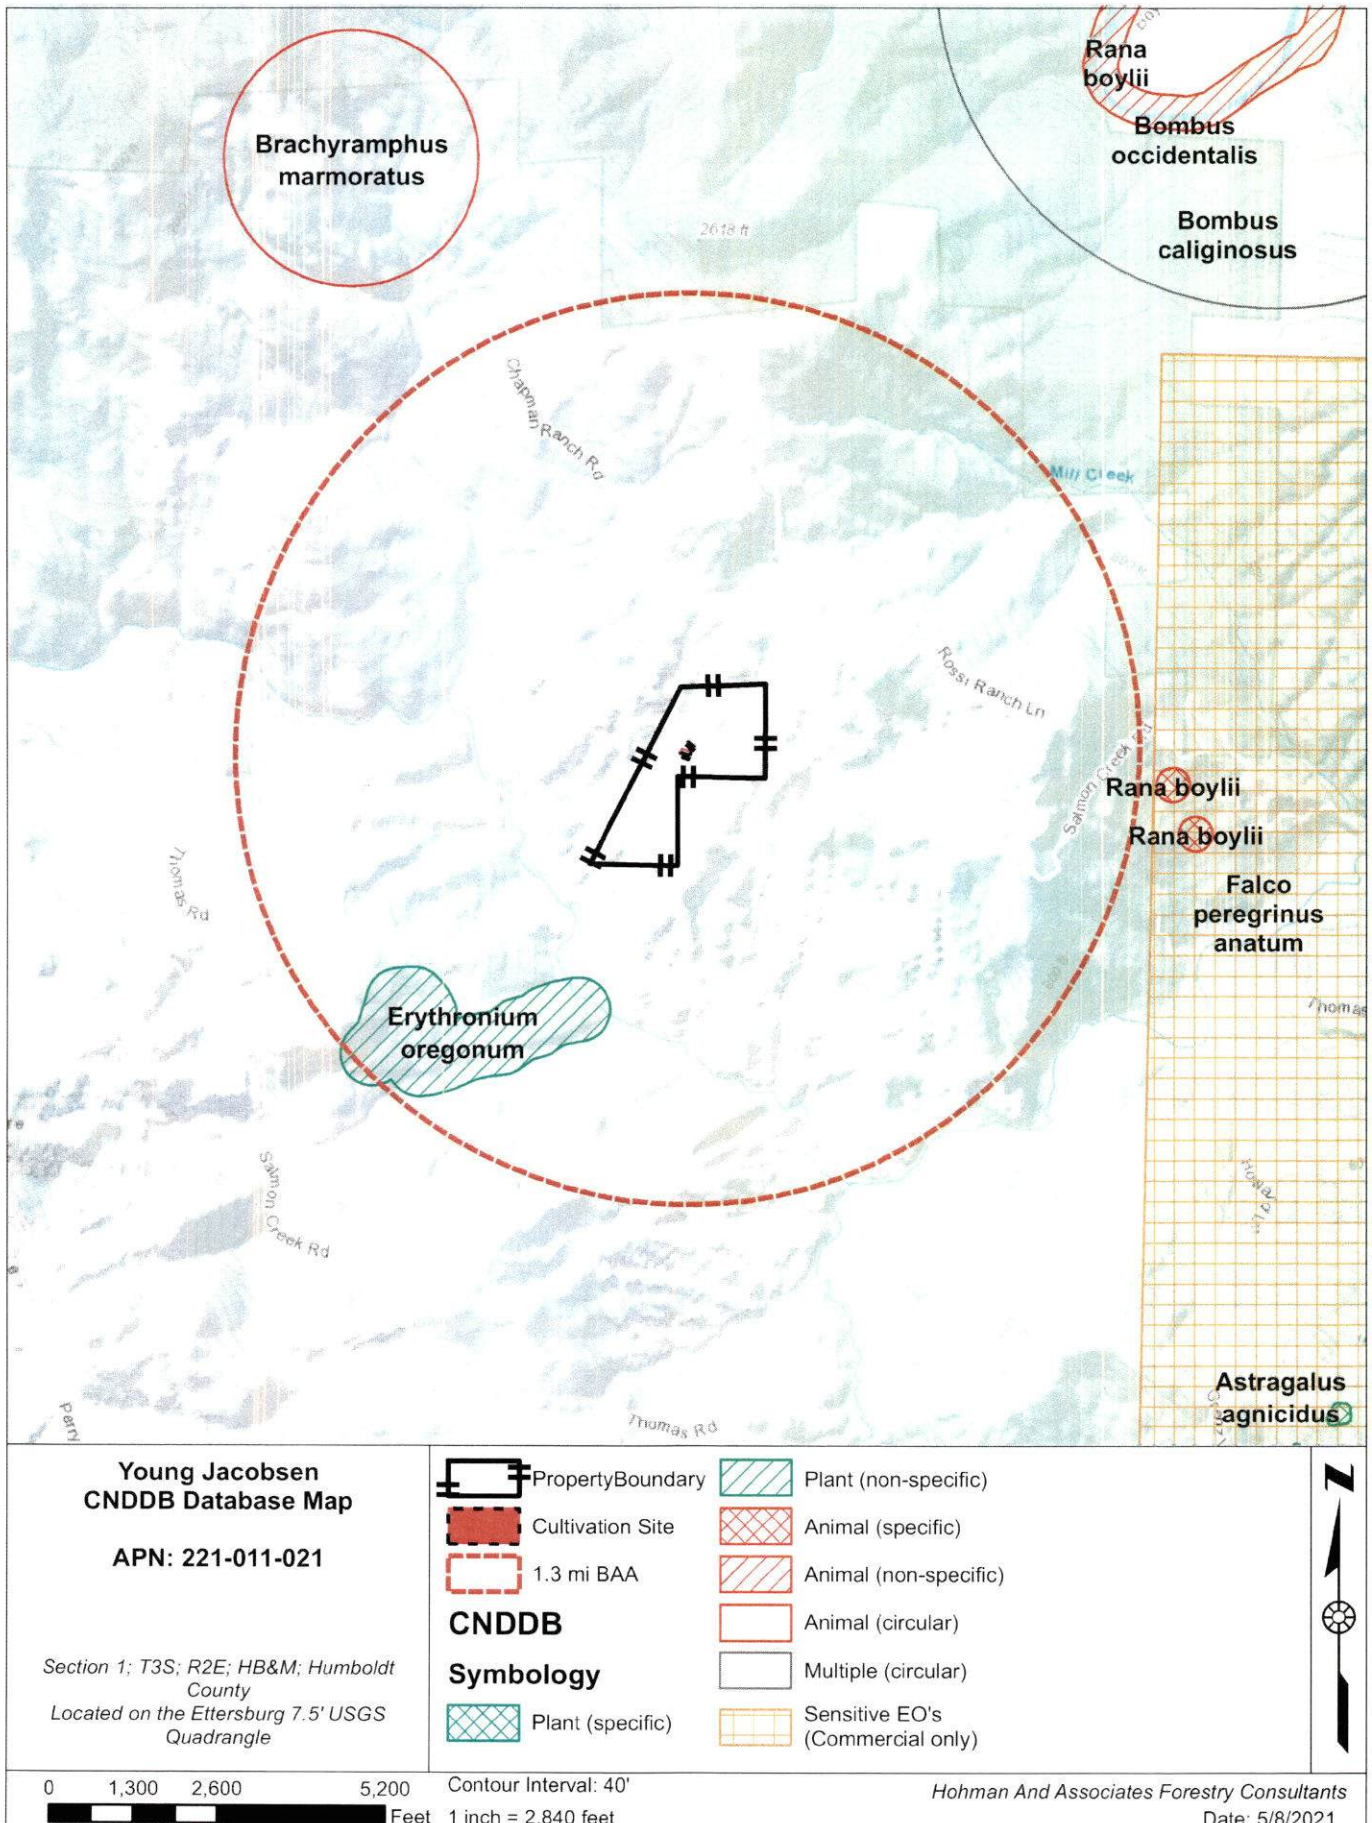 Rana
boylii
Brachyramphus
marmoratus
Bombus
occidentalis
Bombus
caliginosus
2618 ft
Chapman Ranch Rd
Mill Creek
Rossi Ranch Ln
Salmon Creek Rd
Rana boylii
Rana boylii
Falco
peregrinus
anatum
Thomas Rd
800 ft
Thomas
Erythronium
oregonum
Salmon Creek Rd
Perry
Thomas Rd
Astragalus
agnicidus
Young Jacobsen
CNDDB Database Map
APN: 221-011-021
Section 1; T3S; R2E; HB&M; Humboldt
County
Located on the Ettersburg 7.5' USGS
Quadrangle
PropertyBoundary
Cultivation Site
1.3 mi BAA
CNDDB
Symbology
Plant (specific)
Plant (non-specific)
Animal (specific)
Animal (non-specific)
Animal (circular)
Multiple (circular)
Sensitive EO's
(Commercial only)
N
0 1,300 2,600 5,200
Feet
Contour Interval: 40'
1 inch = 2,840 feet
Hohman And Associates Forestry Consultants
Date: 5/8/2021